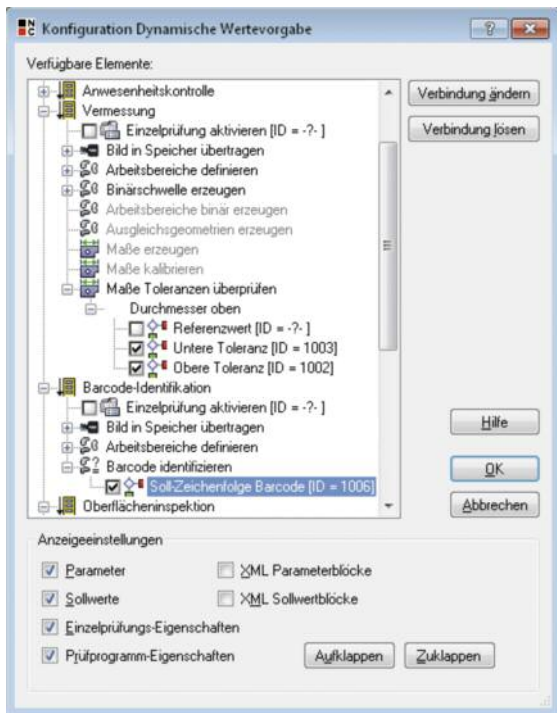 Konfiguration Dynamische Wertevorgabe
Verfügbare Elemente:
Anwesenheitskontrolle
Vermessung
Einzelprüfung aktivieren [ID = -?- ]
Bild in Speicher übertragen
Arbeitsbereiche definieren
Binärschwelle erzeugen
Arbeitsbereiche binär erzeugen
Ausgleichsgeometrien erzeugen
Maße erzeugen
Maße kalibrieren
Maße Toleranzen überprüfen
Durchmesser oben
Referenzwert [ID = -?- ]
Untere Toleranz [ID = 1003]
Obere Toleranz [ID = 1002]
Barcode-Identifikation
Einzelprüfung aktivieren [ID = -?- ]
Bild in Speicher übertragen
Arbeitsbereiche definieren
Barcode identifizieren
Soll-Zeichenfolge Barcode [ID = 1006]
Oberflächeninspektion
Verbindung ändern
Verbindung lösen
Hilfe
OK
Abbrechen
Anzeigeeinstellungen
Parameter
XML Parameterblöcke
Sollwerte
XML Sollwertblöcke
Einzelprüfungs-Eigenschaften
Prüfprogramm-Eigenschaften
Aufklappen
Zuklappen